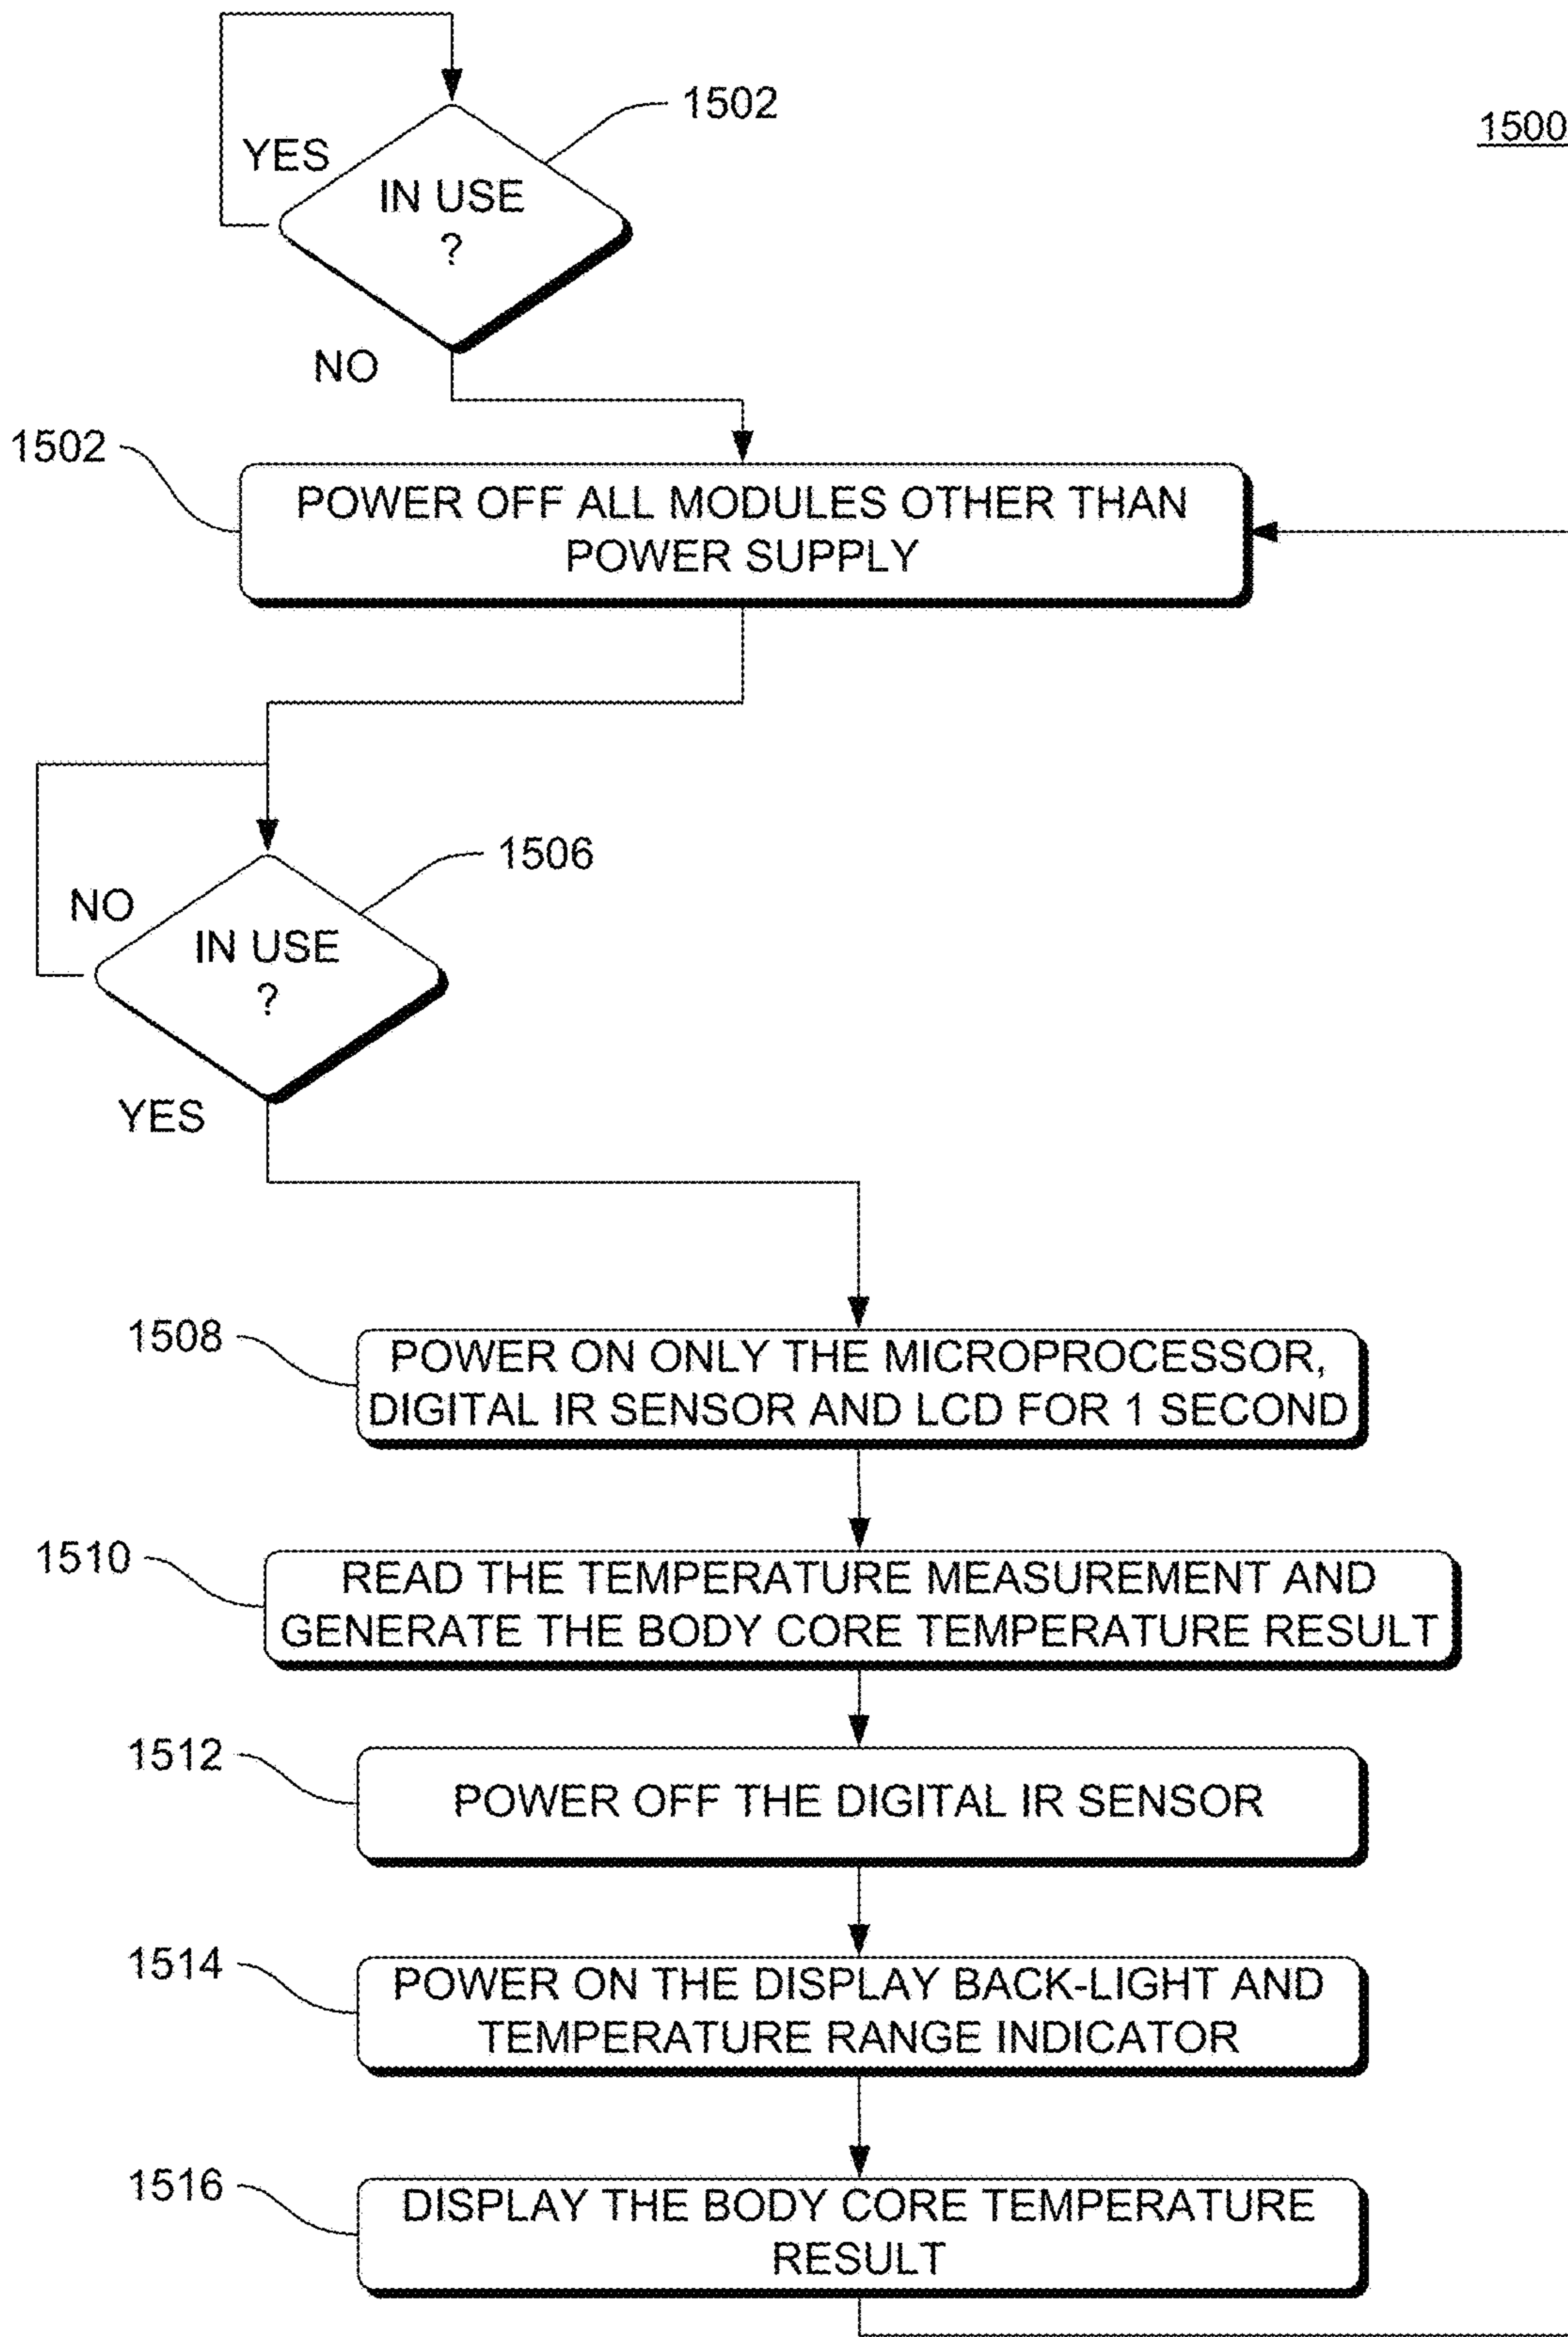 1502
1500
YES
IN USE
?
NO
1502
POWER OFF ALL MODULES OTHER THAN
POWER SUPPLY
1506
NO
IN USE
?
YES
1508
POWER ON ONLY THE MICROPROCESSOR,
DIGITAL IR SENSOR AND LCD FOR 1 SECOND
1510
READ THE TEMPERATURE MEASUREMENT AND
GENERATE THE BODY CORE TEMPERATURE RESULT
1512
POWER OFF THE DIGITAL IR SENSOR
1514
POWER ON THE DISPLAY BACK-LIGHT AND
TEMPERATURE RANGE INDICATOR
1516
DISPLAY THE BODY CORE TEMPERATURE
RESULT